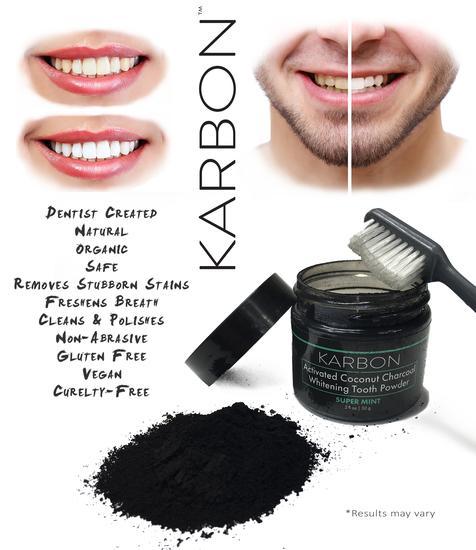 KARBON™
Dentist Created
Natural
Organic
Safe
Removes Stubborn Stains
Freshens Breath
Cleans & Polishes
Non-Abrasive
Gluten Free
Vegan
Curelty-Free
KARBON
Activated Coconut Charcoal
Whitening Tooth Powder
SUPER MINT
*Results may vary